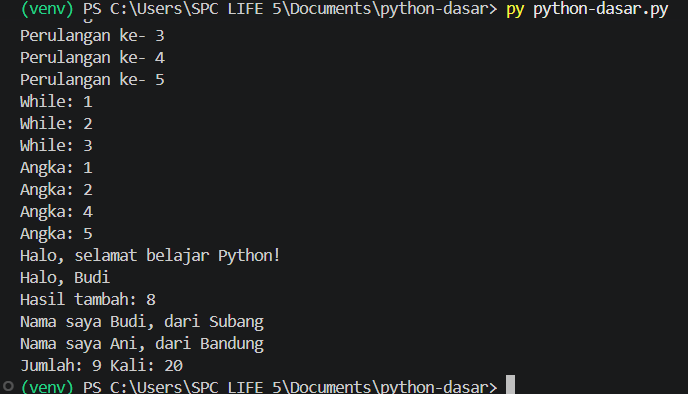 (venv) PS C:\Users\SPC LIFE 5\Documents\python-dasar> py python-dasar.py
Perulangan ke- 3
Perulangan ke- 4
Perulangan ke- 5
While: 1
While: 2
While: 3
Angka: 1
Angka: 2
Angka: 4
Angka: 5
Halo, selamat belajar Python!
Halo, Budi
Hasil tambah: 8
Nama saya Budi, dari Subang
Nama saya Ani, dari Bandung
Jumlah: 9 Kali: 20
(venv) PS C:\Users\SPC LIFE 5\Documents\python-dasar>